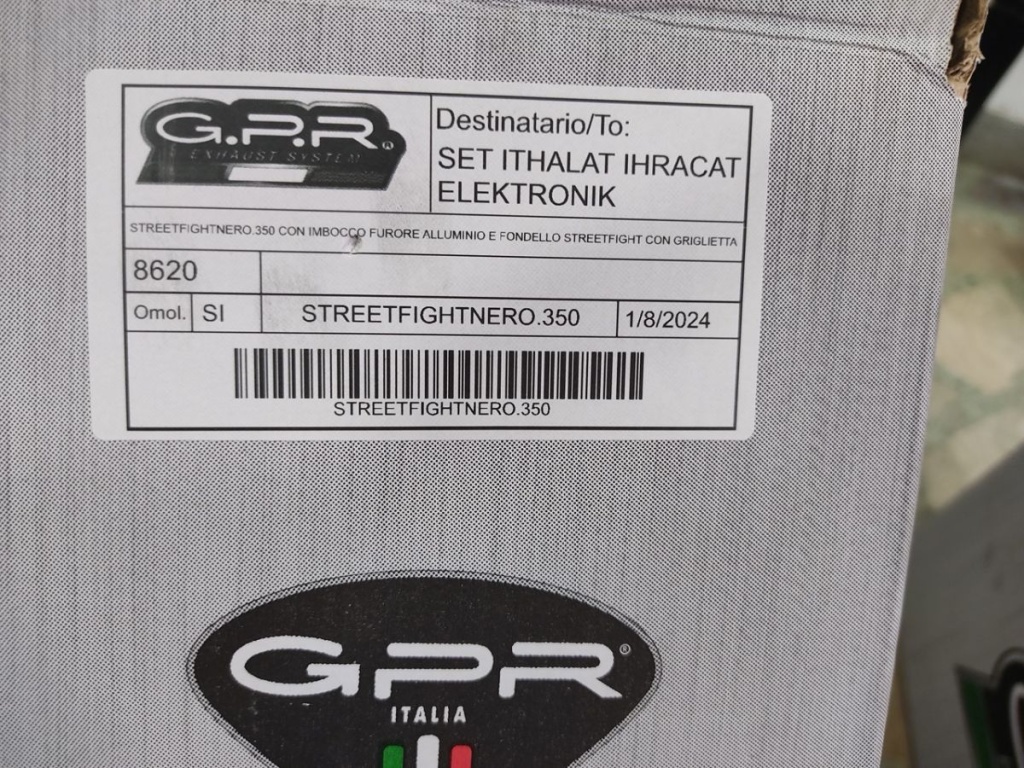 G.P.R.®
EXHAUST SYSTEM
Destinatario/To:
SET ITHALAT IHRACAT
ELEKTRONIK
STREETFIGHTNERO.350 CON IMBOCCO FURORE ALLUMINIO E FONDELLO STREETFIGHT CON GRIGLIETTA
8620
Omol. SI STREETFIGHTNERO.350 1/8/2024
STREETFIGHTNERO.350
GPR®
ITALIA